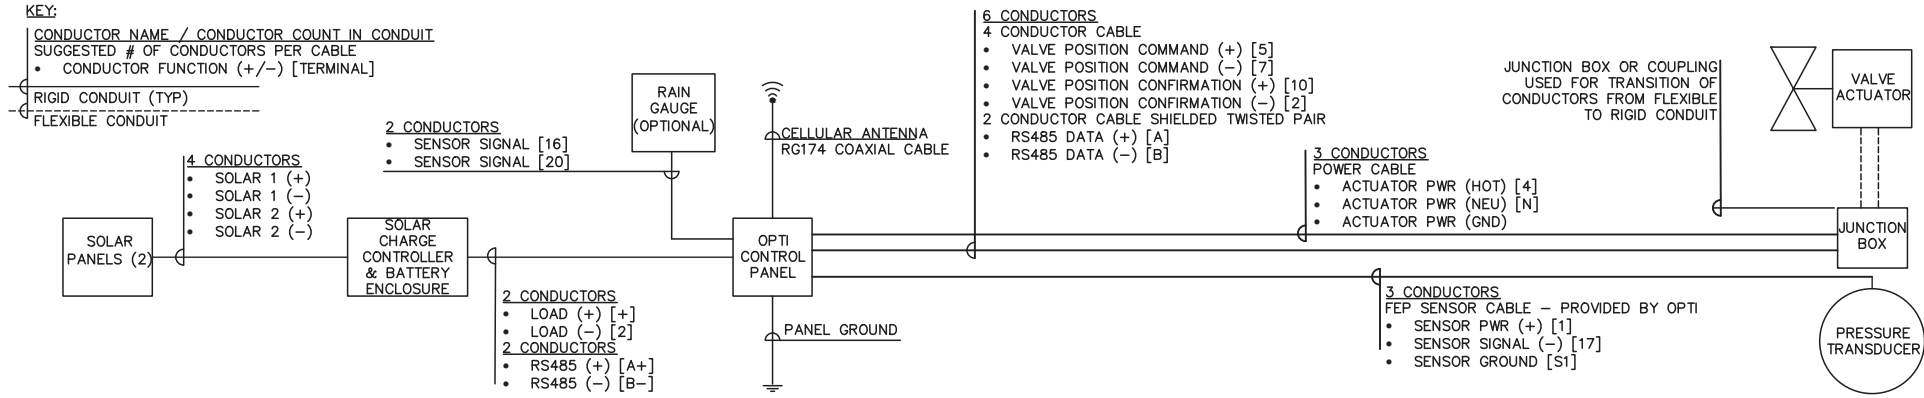 KEY:
CONDUCTOR NAME / CONDUCTOR COUNT IN CONDUIT
SUGGESTED # OF CONDUCTORS PER CABLE
• CONDUCTOR FUNCTION (+/-) [TERMINAL]
RIGID CONDUIT (TYP)
FLEXIBLE CONDUIT
4 CONDUCTORS
• SOLAR 1 (+)
• SOLAR 1 (-)
• SOLAR 2 (+)
• SOLAR 2 (-)
SOLAR
PANELS (2)
SOLAR
CHARGE
CONTROLLER
& BATTERY
ENCLOSURE
2 CONDUCTORS
• SENSOR SIGNAL [16]
• SENSOR SIGNAL [20]
2 CONDUCTORS
• LOAD (+) [+]
• LOAD (-) [2]
2 CONDUCTORS
• RS485 (+) [A+]
• RS485 (-) [B-]
RAIN
GAUGE
(OPTIONAL)
CELLULAR ANTENNA
RG174 COAXIAL CABLE
OPTI
CONTROL
PANEL
PANEL GROUND
6 CONDUCTORS
4 CONDUCTOR CABLE
• VALVE POSITION COMMAND (+) [5]
• VALVE POSITION COMMAND (-) [7]
• VALVE POSITION CONFIRMATION (+) [10]
• VALVE POSITION CONFIRMATION (-) [2]
2 CONDUCTOR CABLE SHIELDED TWISTED PAIR
• RS485 DATA (+) [A]
• RS485 DATA (-) [B]
3 CONDUCTORS
POWER CABLE
• ACTUATOR PWR (HOT) [4]
• ACTUATOR PWR (NEU) [N]
• ACTUATOR PWR (GND)
3 CONDUCTORS
FEP SENSOR CABLE - PROVIDED BY OPTI
• SENSOR PWR (+) [1]
• SENSOR SIGNAL (-) [17]
• SENSOR GROUND [S1]
JUNCTION BOX OR COUPLING
USED FOR TRANSITION OF
CONDUCTORS FROM FLEXIBLE
TO RIGID CONDUIT
VALVE
ACTUATOR
JUNCTION
BOX
PRESSURE
TRANSDUCER